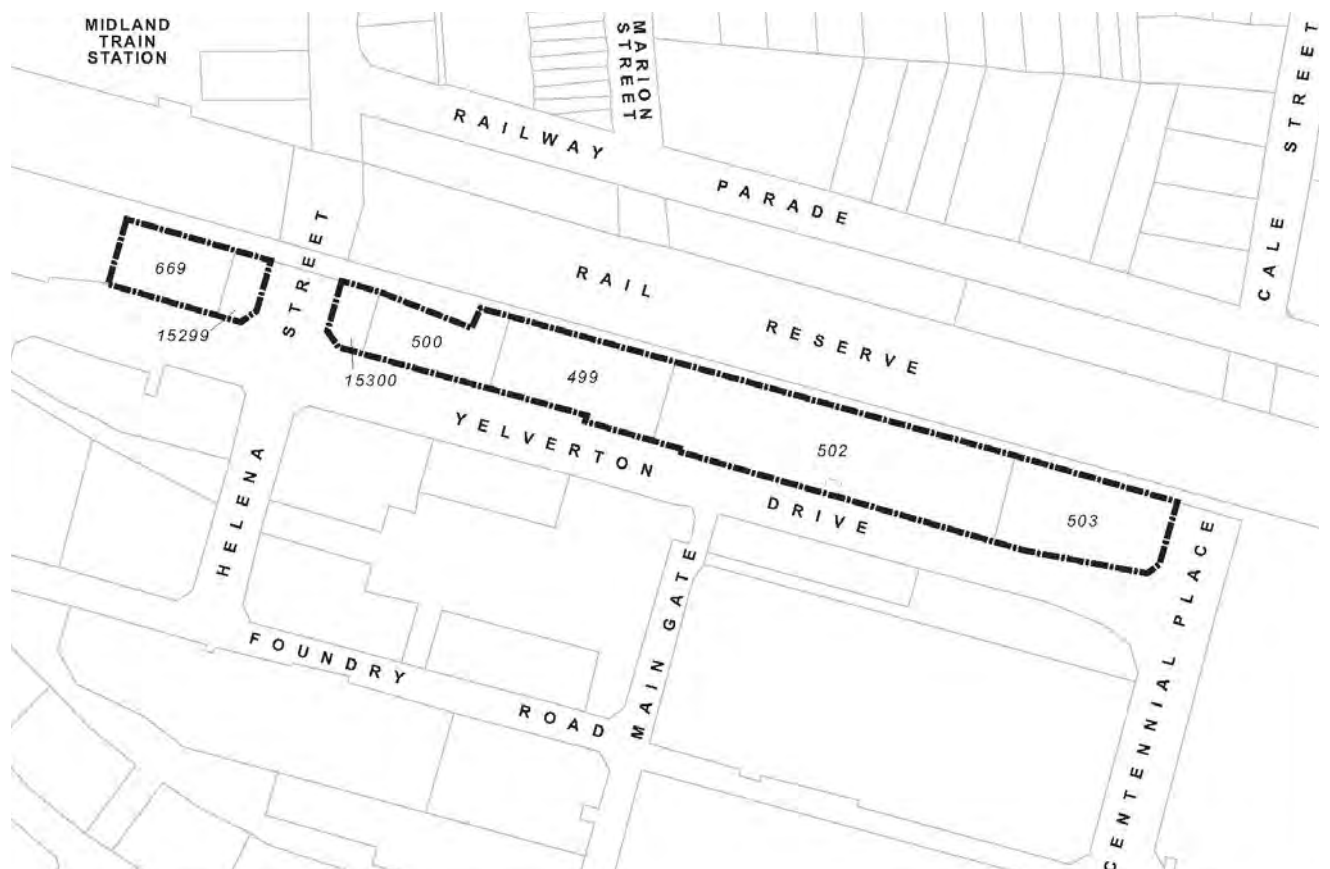 MIDLAND
TRAIN
STATION
MARION
STREET
RAILWAY
PARADE
CALE STREET
RAIL
RESERVE
669
15299
HELENA
STREET
500
15300
499
502
503
YELVERTON
DRIVE
MAIN GATE
FOUNDRY
ROAD
CENTENNIAL PLACE